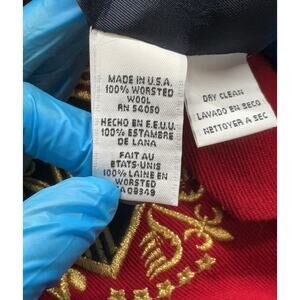 MADE IN U.S.A.
100% WORSTED
WOOL
RN 54050
HECHO EN E.E.U.U.
100% ESTAMBRE
DE LANA
FAIT AU
ETATS-UNIS
100% LAINE EN
WORSTED
CA 09349
DRY CLEAN
LAVADO EN SECO
NETTOYER A SEC